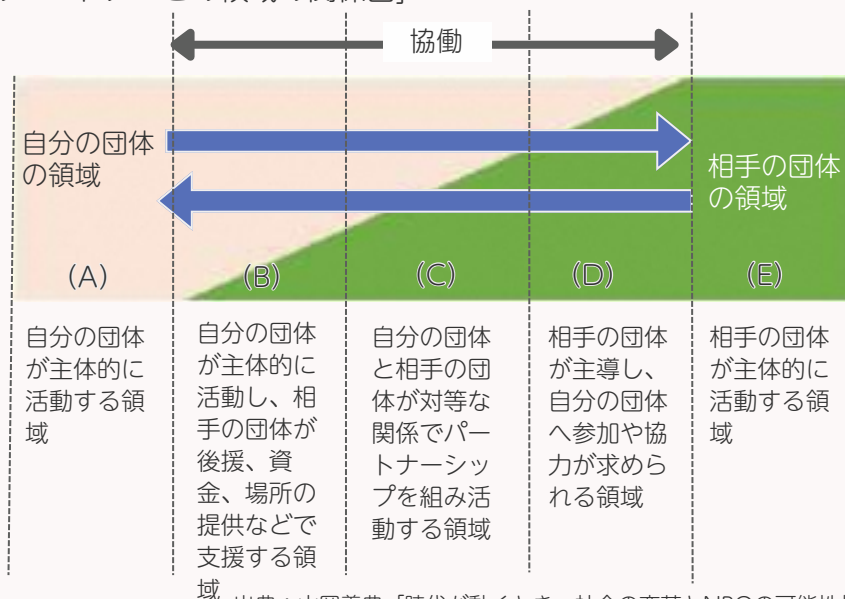 協働
自分の団体
の領域
相手の団体
の領域
(A)
(B)
(C)
(D)
(E)
自分の団体
が主体的に
活動する領
域
自分の団体
が主体的に
活動し、相
手の団体が
後援、資
金、場所の
提供などで
支援する領
域
自分の団体
と相手の団
体が対等な
関係でパー
トナーシッ
プを組み活
動する領域
相手の団体
が主導し、
自分の団体
へ参加や協
力が求めら
れる領域
相手の団体
が主体的に
活動する領
域